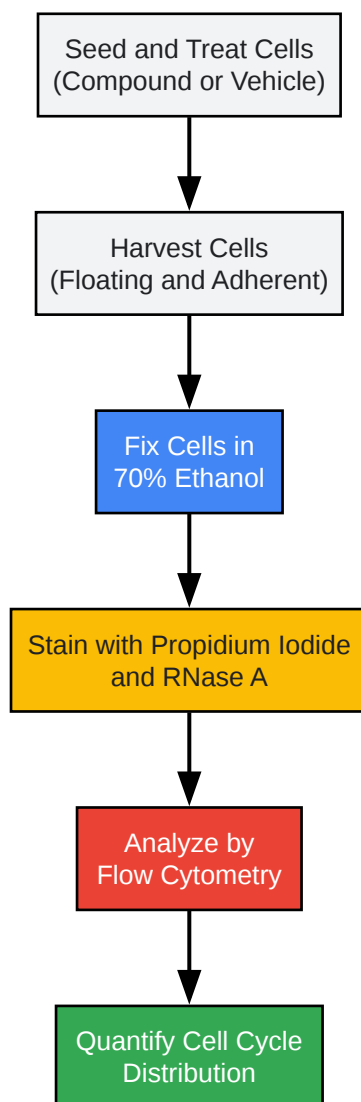 Seed and Treat Cells
(Compound or Vehicle)
Harvest Cells
(Floating and Adherent)
Fix Cells in
70% Ethanol
Stain with Propidium Iodide
and RNase A
Analyze by
Flow Cytometry
Quantify Cell Cycle
Distribution